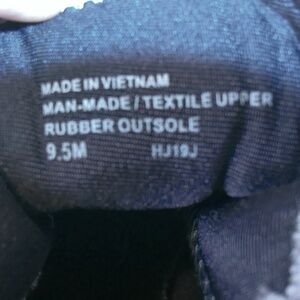 MADE IN VIETNAM
MAN-MADE / TEXTILE UPPER
RUBBER OUTSOLE
9.5M HJ19J